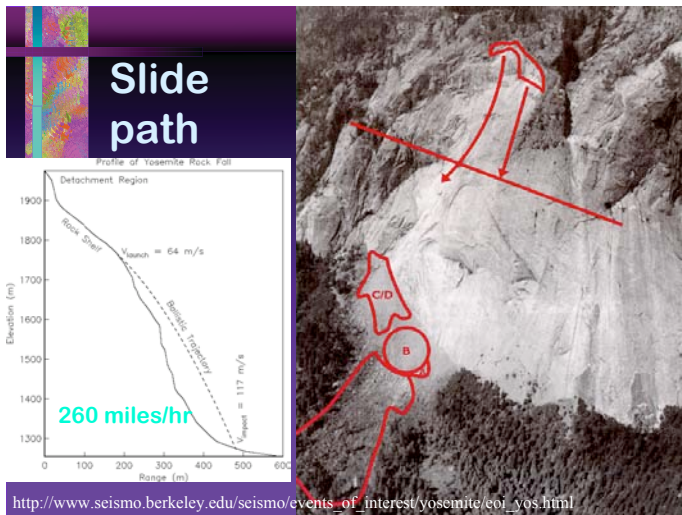 Slide
path
Profile of Yosemite Rock Fall
Detachment Region
Rock Shelf
V_launch = 64 m/s
Ballistic Trajectory
V_impact = 117 m/s
260 miles/hr
Elevation (m)
1900
1800
1700
1600
1500
1400
1300
0 100 200 300 400 500 600
Range (m)
C/D
B
A
http://www.seismo.berkeley.edu/seismo/events_of_interest/yosemite/eoi_yos.html